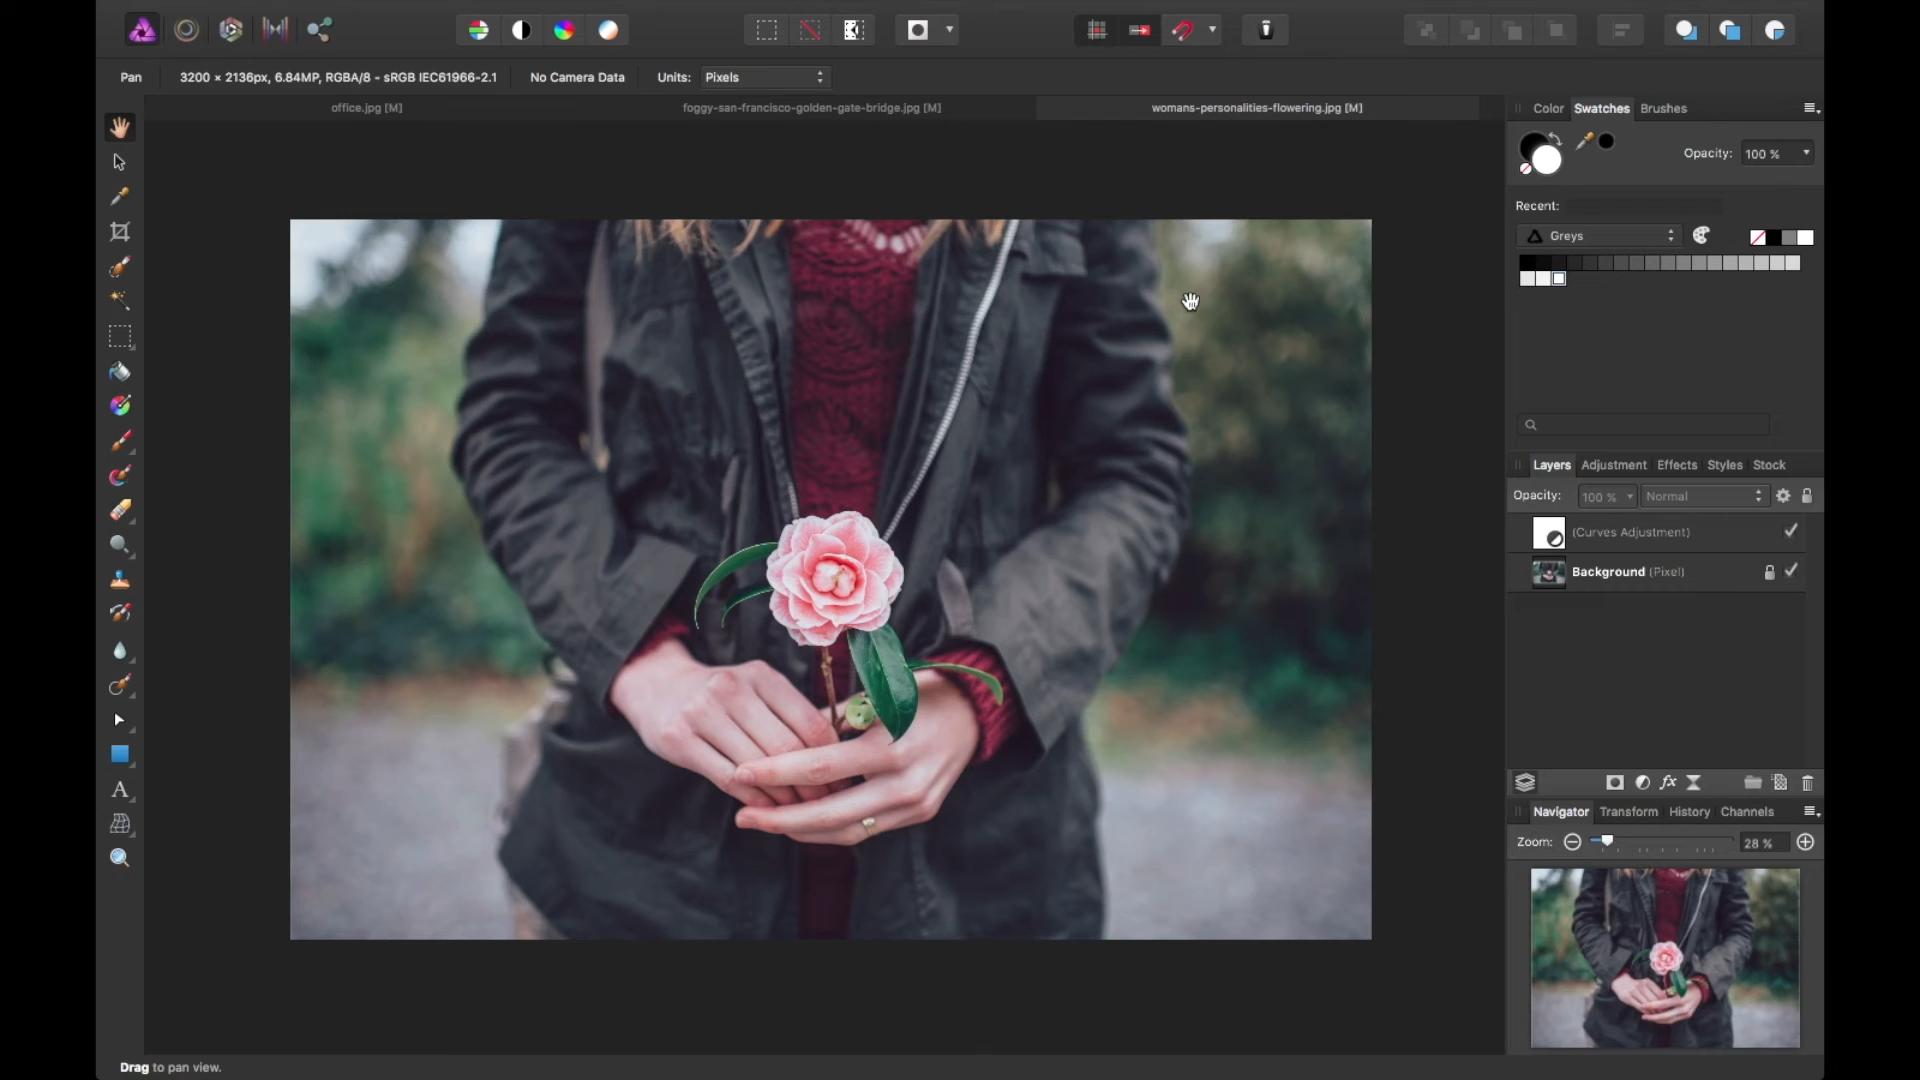 Pan
3200 × 2136px, 6.84MP, RGBA/8 - sRGB IEC61966-2.1
No Camera Data
Units:
Pixels
office.jpg [M]
foggy-san-francisco-golden-gate-bridge.jpg [M]
womans-personalities-flowering.jpg [M]
Color
Swatches
Brushes
Opacity:
100 %
Recent:
Greys
Layers
Adjustment
Effects
Styles
Stock
Opacity:
100 %
Normal
(Curves Adjustment)
Background (Pixel)
fx
Navigator
Transform
History
Channels
Zoom:
28 %
A
Drag to pan view.